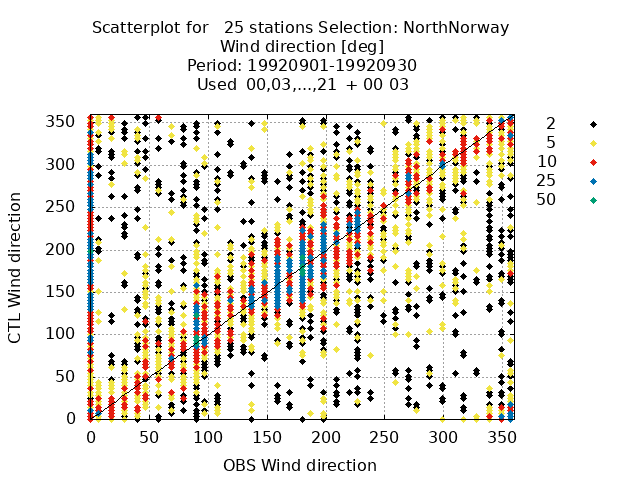 Scatterplot for   25 stations Selection: NorthNorway
Wind direction [deg]
Period: 19920901-19920930
Used  00,03,...,21  + 00 03
CTL Wind direction
350
300
250
200
150
100
50
0
0 50 100 150 200 250 300 350
OBS Wind direction
2
5
10
25
50